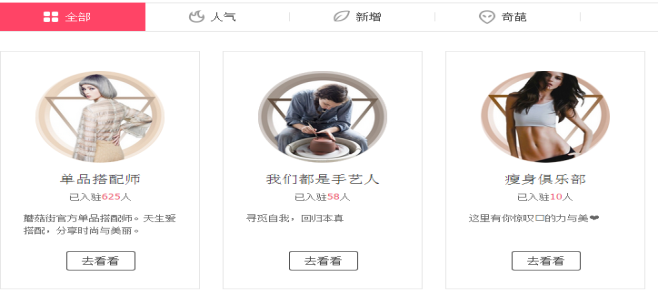 全部
人气
新增
奇葩
单品搭配师
已入驻625人
蘑菇街官方单品搭配师。天生爱
搭配，分享时尚与美丽。
去看看
我们都是手艺人
已入驻58人
寻觅自我，回归本真
去看看
瘦身俱乐部
已入驻10人
这里有你惊叹口的力与美❤
去看看